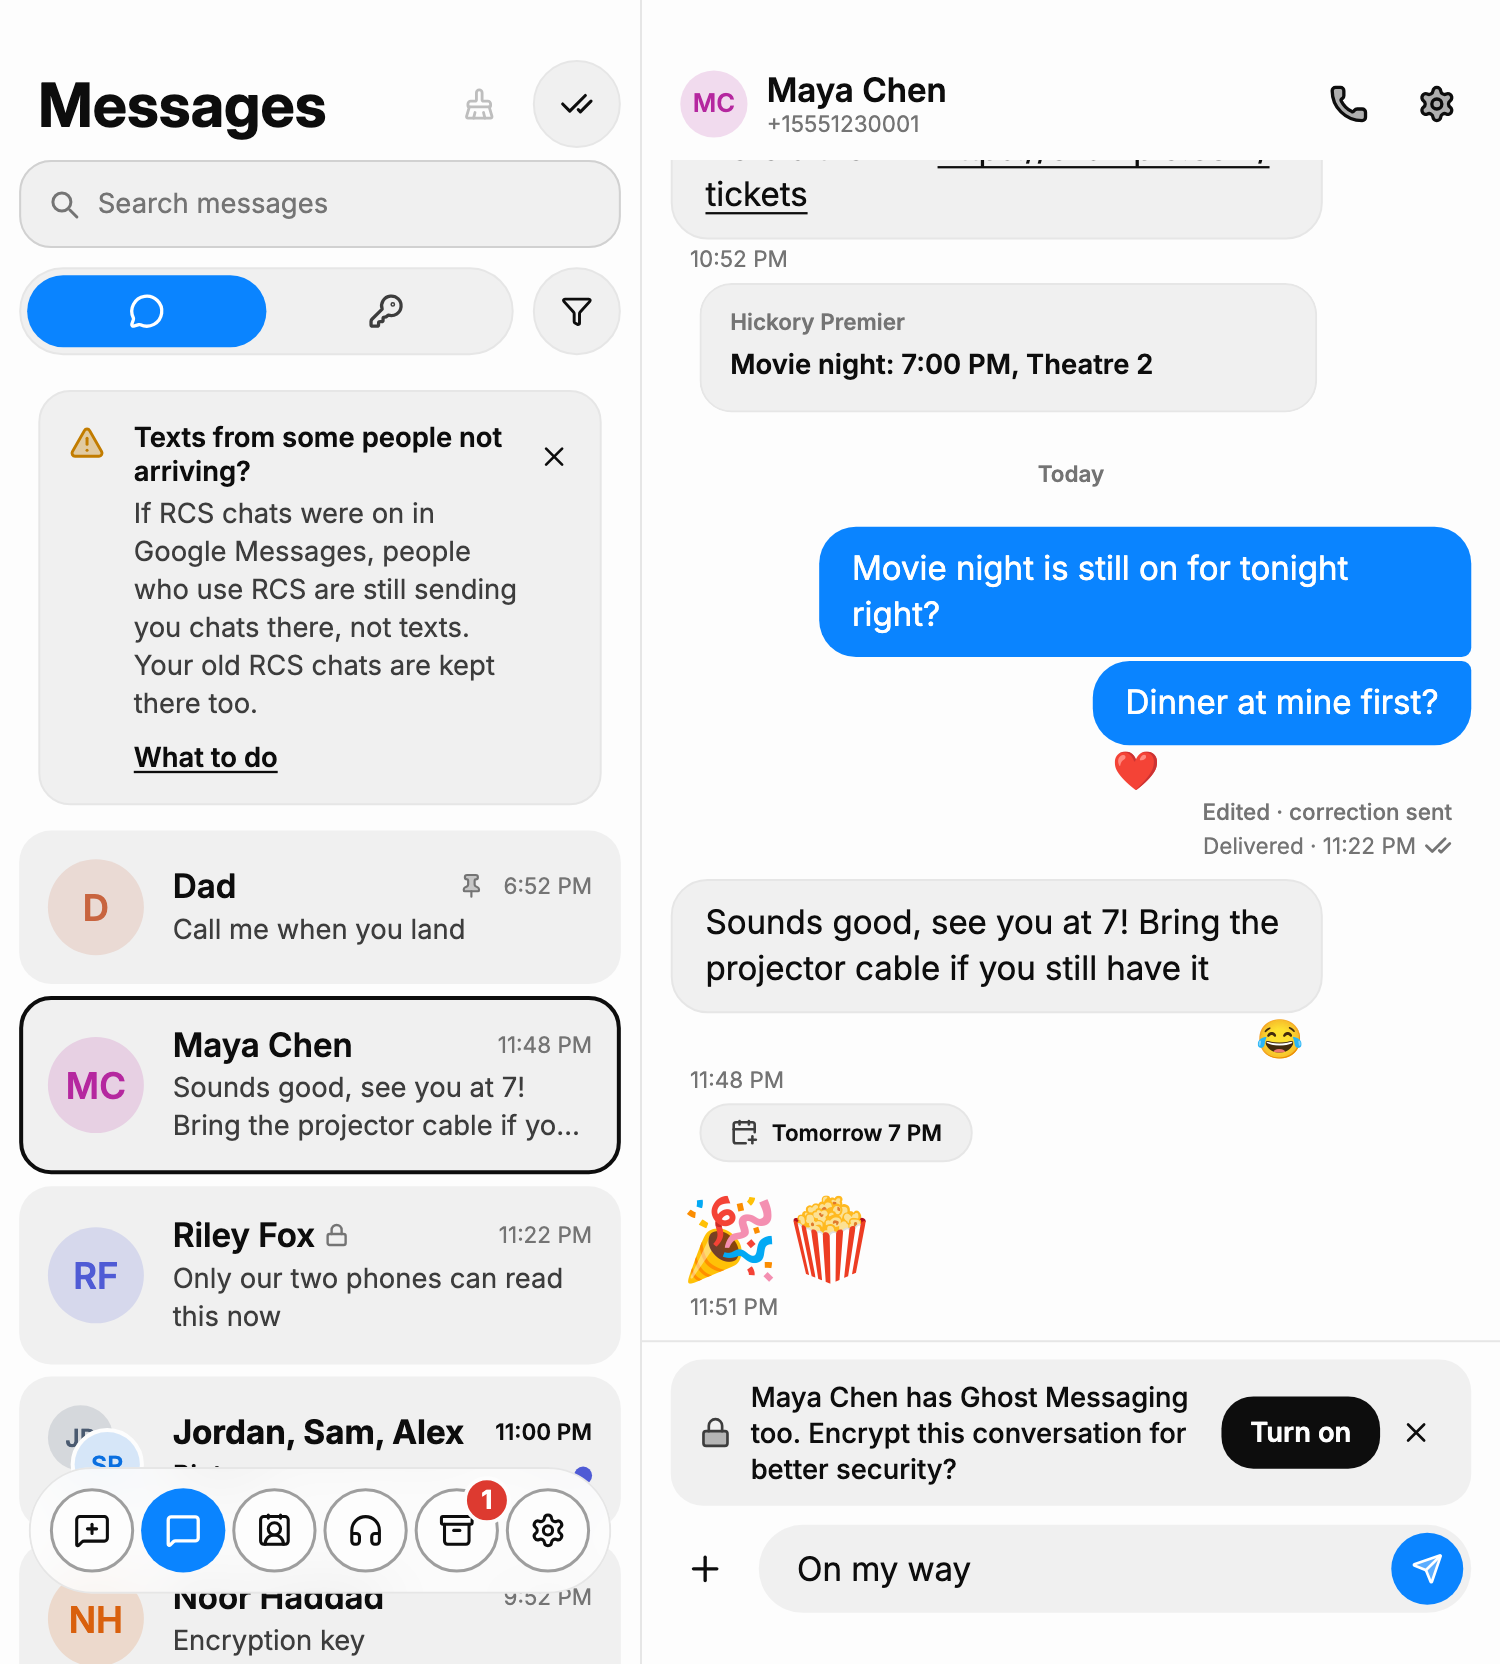 Messages
Search messages
Texts from some people not
arriving?
If RCS chats were on in
Google Messages, people
who use RCS are still sending
you chats there, not texts.
Your old RCS chats are kept
there too.
What to do
D
Dad
6:52 PM
Call me when you land
MC
Maya Chen
11:48 PM
Sounds good, see you at 7!
Bring the projector cable if yo...
RF
Riley Fox
11:22 PM
Only our two phones can read
this now
SP
Jordan, Sam, Alex
11:00 PM
1
NH
Noor Haddad
9:52 PM
Encryption key
MC
Maya Chen
+15551230001
tickets
10:52 PM
Hickory Premier
Movie night: 7:00 PM, Theatre 2
Today
Movie night is still on for tonight
right?
Dinner at mine first?
Edited · correction sent
Delivered · 11:22 PM
Sounds good, see you at 7! Bring the
projector cable if you still have it
11:48 PM
Tomorrow 7 PM
11:51 PM
Maya Chen has Ghost Messaging
too. Encrypt this conversation for
better security?
Turn on
On my way